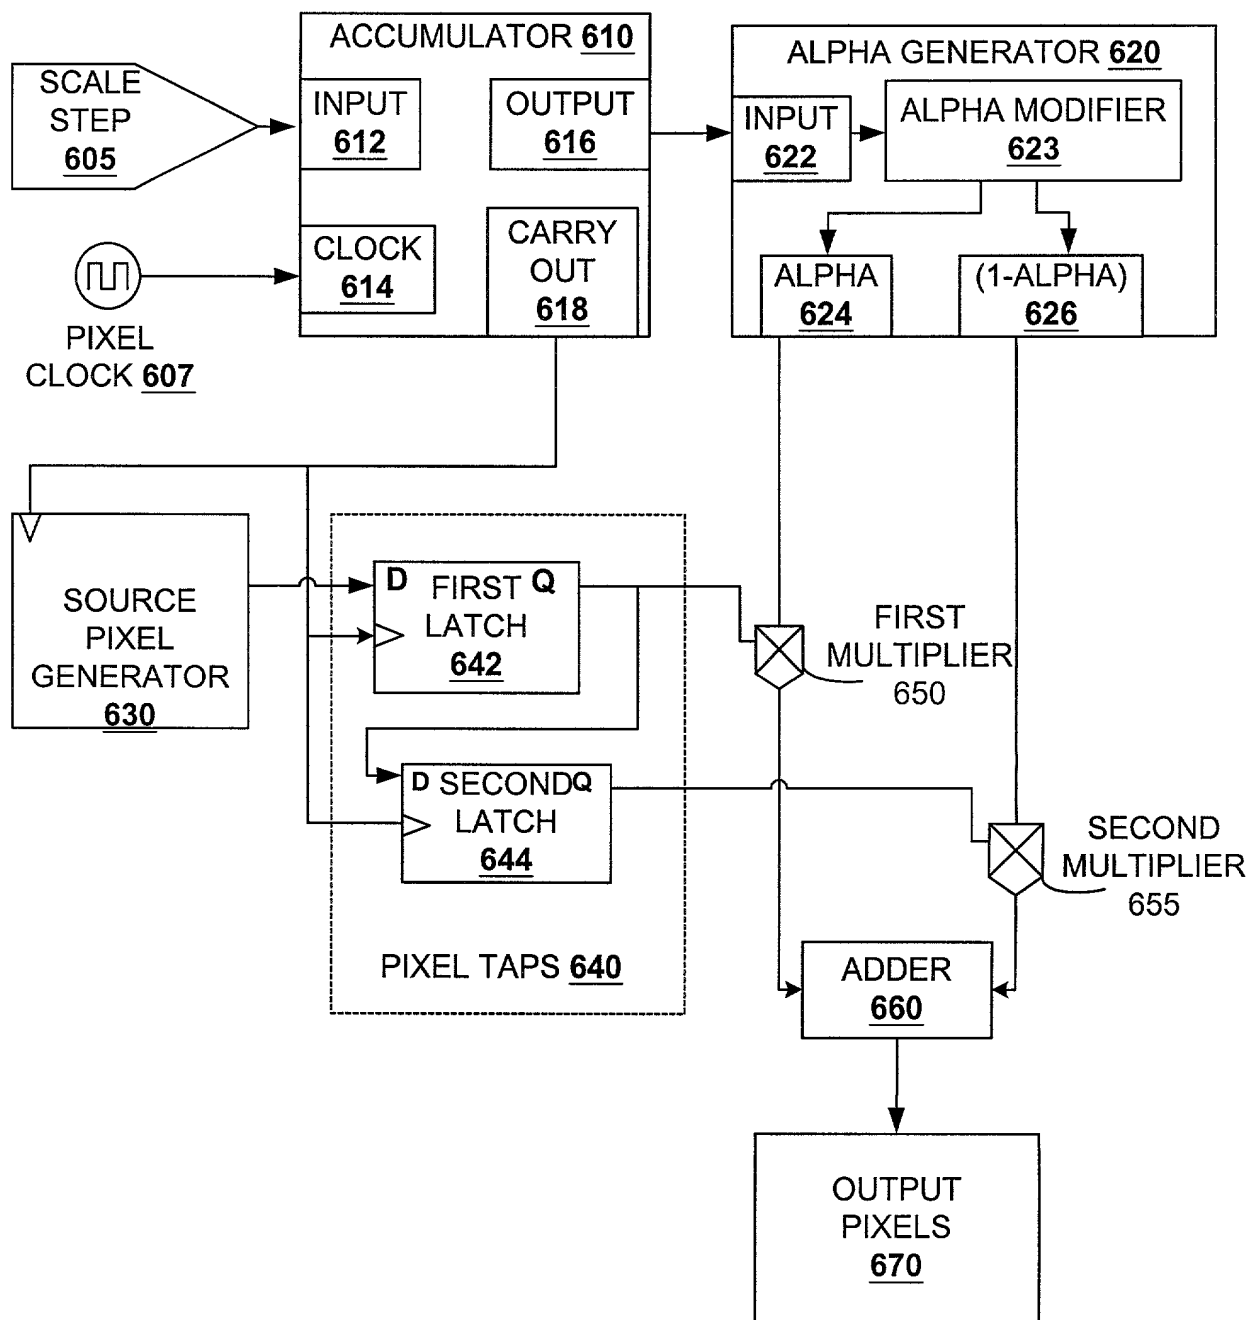 ACCUMULATOR 610
ALPHA GENERATOR 620
SCALE
STEP
605
INPUT
612
OUTPUT
616
INPUT
622
ALPHA MODIFIER
623
CLOCK
614
CARRY
OUT
618
ALPHA
624
(1-ALPHA)
626
PIXEL
CLOCK 607
SOURCE
PIXEL
GENERATOR
630
D FIRST Q
LATCH
642
FIRST
MULTIPLIER
650
D SECOND Q
LATCH
644
SECOND
MULTIPLIER
655
PIXEL TAPS 640
ADDER
660
OUTPUT
PIXELS
670